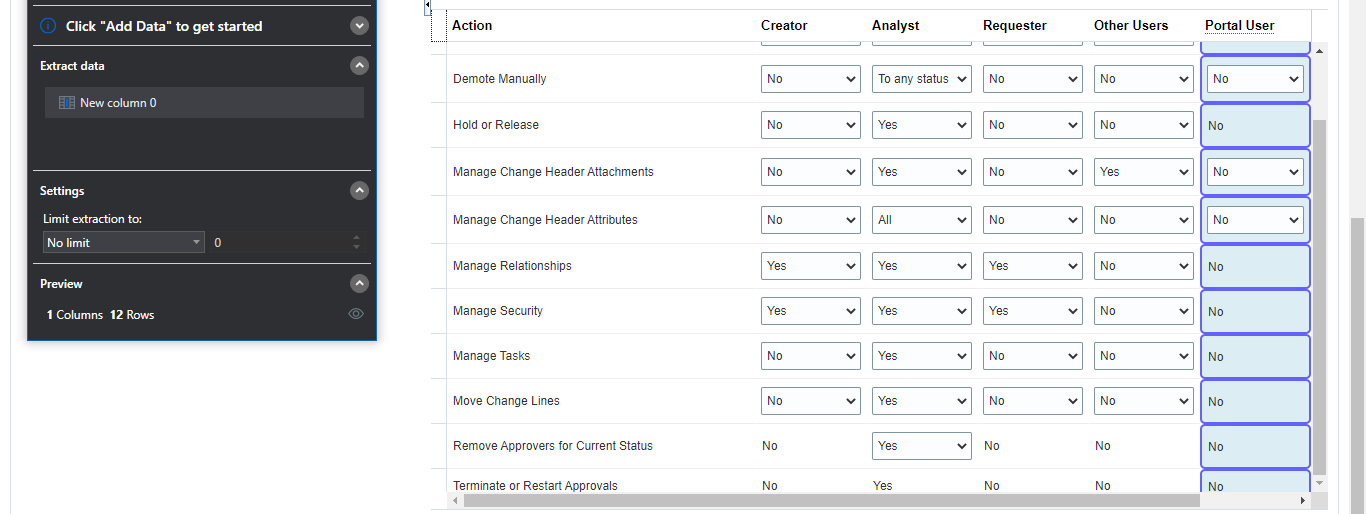 Click "Add Data" to get started
Extract data
New column 0
Settings
Limit extraction to:
No limit 0
Preview
1 Columns 12 Rows
Action Creator Analyst Requester Other Users Portal User
Demote Manually No To any status No No No
Hold or Release No Yes No No No
Manage Change Header Attachments No Yes No Yes No
Manage Change Header Attributes No All No No No
Manage Relationships Yes Yes Yes No No
Manage Security Yes Yes Yes No No
Manage Tasks No Yes No No No
Move Change Lines No Yes No No No
Remove Approvers for Current Status No Yes No No No
Terminate or Restart Approvals No Yes No No No